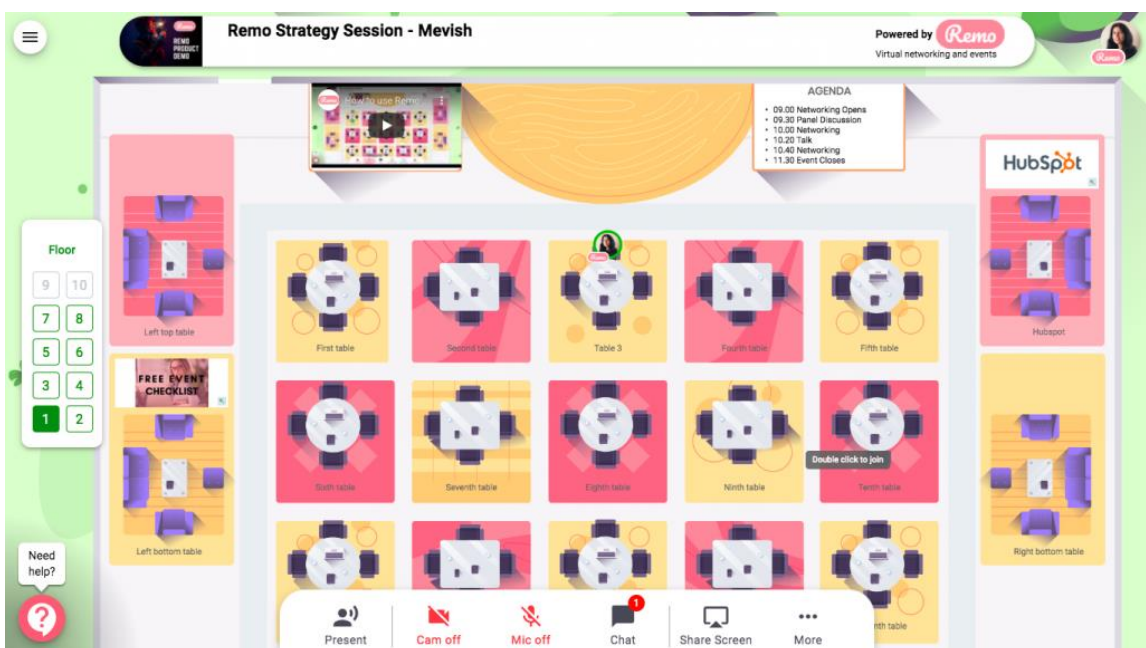 REMO
PRODUCT
DEMO
Remo Strategy Session - Mevish
Powered by Remo
Virtual networking and events
Remo
How to use Remo
AGENDA
• 09.00 Networking Opens
• 09.30 Panel Discussion
• 10.00 Networking
• 10.20 Talk
• 10.40 Networking
• 11.30 Event Closes
HubSpot
Floor
9 10
7 8
5 6
3 4
1 2
Left top table
Remo
First table
Second table
Table 3
Fourth table
Fifth table
Hubspot
FREE EVENT
CHECKLIST
Double click to join
Sixth table
Seventh table
Eighth table
Ninth table
Tenth table
Left bottom table
Right bottom table
Need
help?
nth table
1
Present
Cam off
Mic off
Chat
Share Screen
More